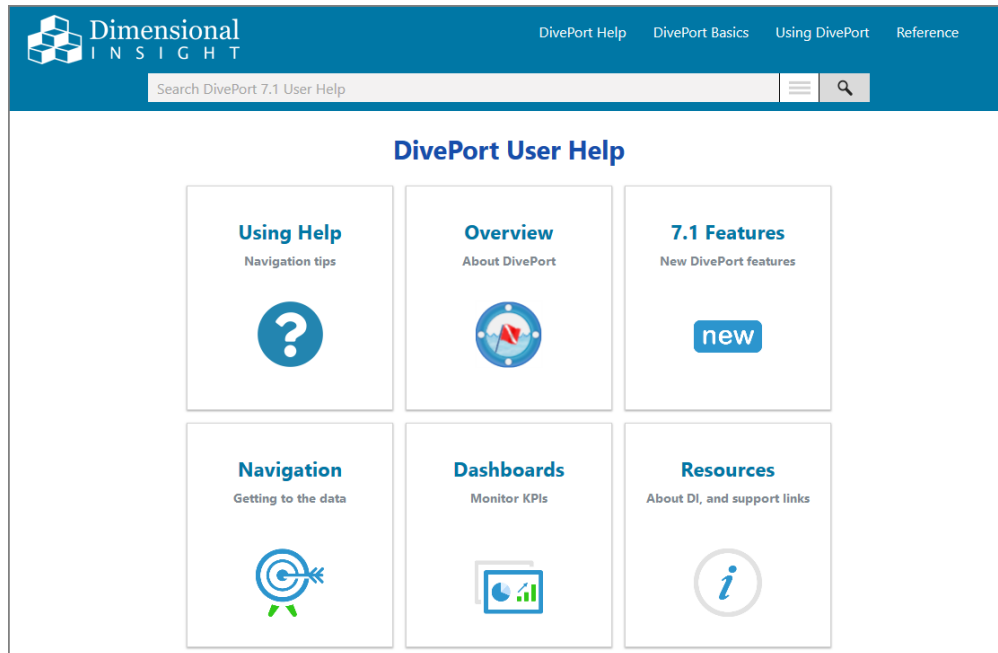 Dimensional
INSIGHT
DivePort Help DivePort Basics Using DivePort Reference
Search DivePort 7.1 User Help
DivePort User Help
Using Help
Navigation tips
?
Overview
About DivePort
7.1 Features
New DivePort features
new
Navigation
Getting to the data
Dashboards
Monitor KPIs
Resources
About DI, and support links
i